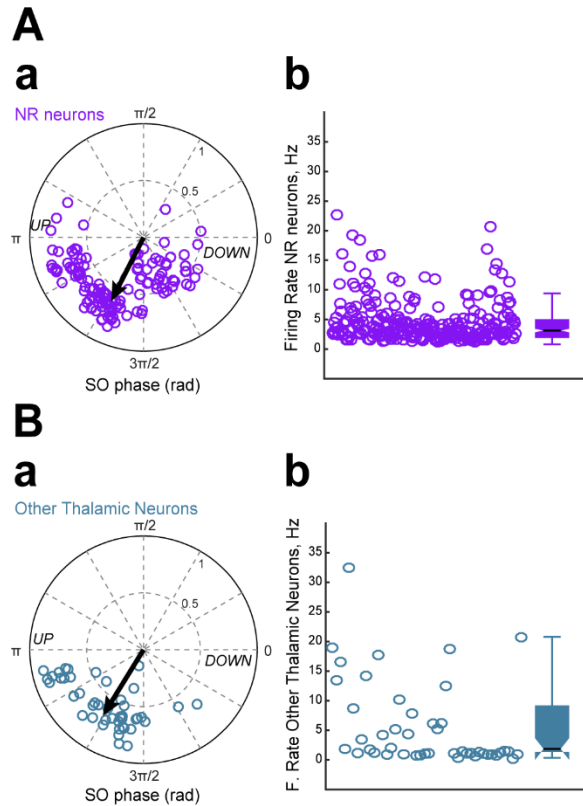 A
a
NR neurons
π/2
1
0.5
UP
π
DOWN
0
3π/2
SO phase (rad)
b
Firing Rate NR neurons, Hz
35
30
25
20
15
10
5
0
B
a
Other Thalamic Neurons
π/2
1
0.5
UP
π
DOWN
0
3π/2
SO phase (rad)
b
F. Rate Other Thalamic Neurons, Hz
35
30
25
20
15
10
5
0